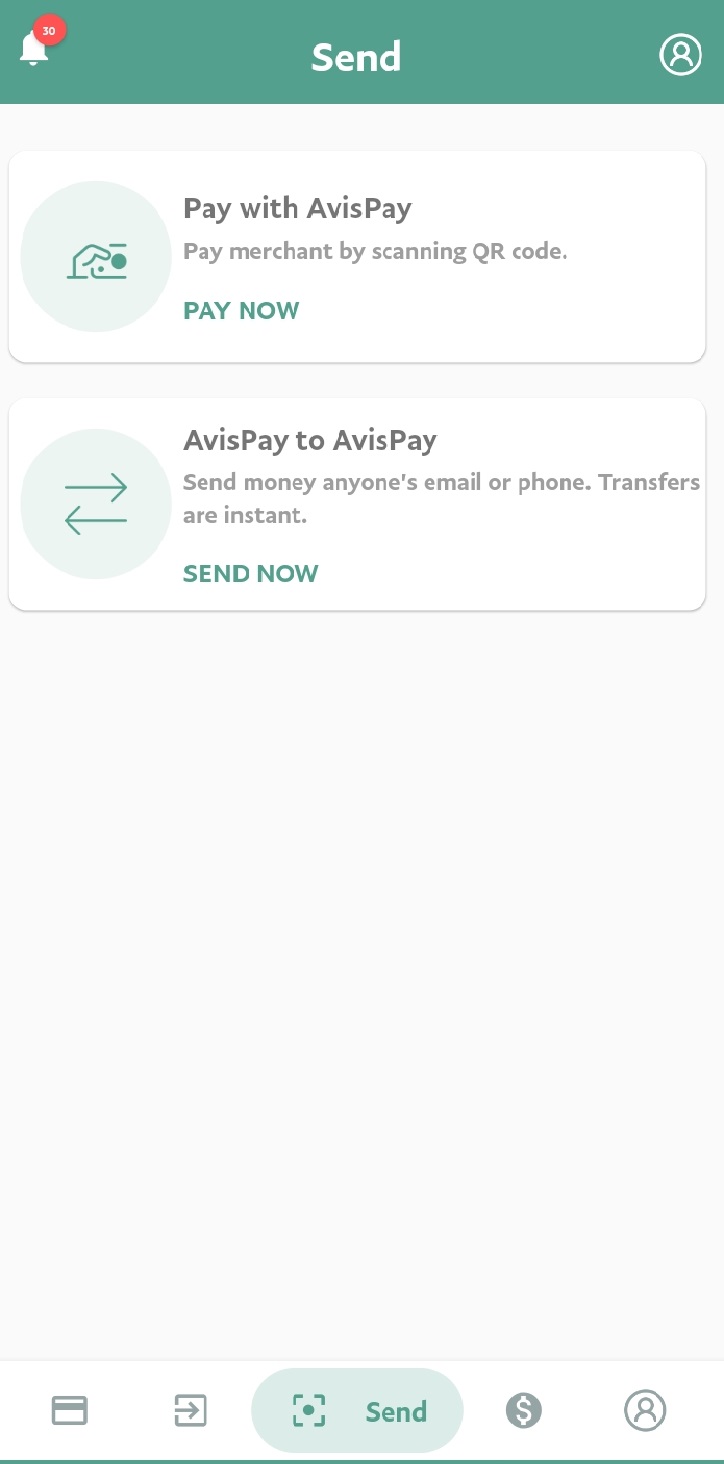 30
Send
Pay with AvisPay
Pay merchant by scanning QR code.
PAY NOW
AvisPay to AvisPay
Send money anyone's email or phone. Transfers
are instant.
SEND NOW
Send